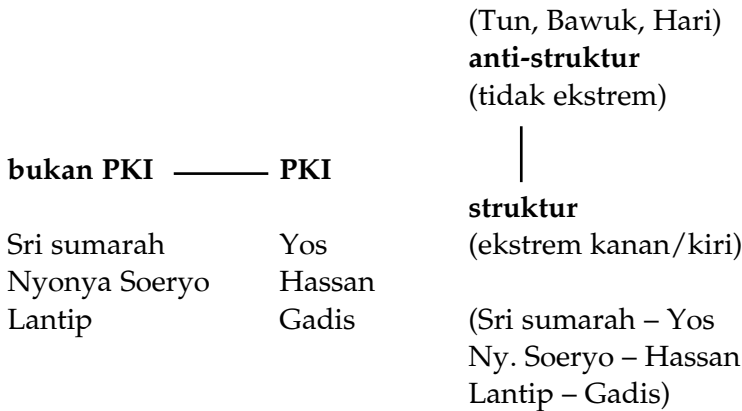 (Tun, Bawuk, Hari)
anti-struktur
(tidak ekstrem)
bukan PKI PKI
struktur
Sri sumarah Yos (ekstrem kanan/kiri)
Nyonya Soeryo Hassan
Lantip Gadis (Sri sumarah – Yos
Ny. Soeryo – Hassan
Lantip – Gadis)